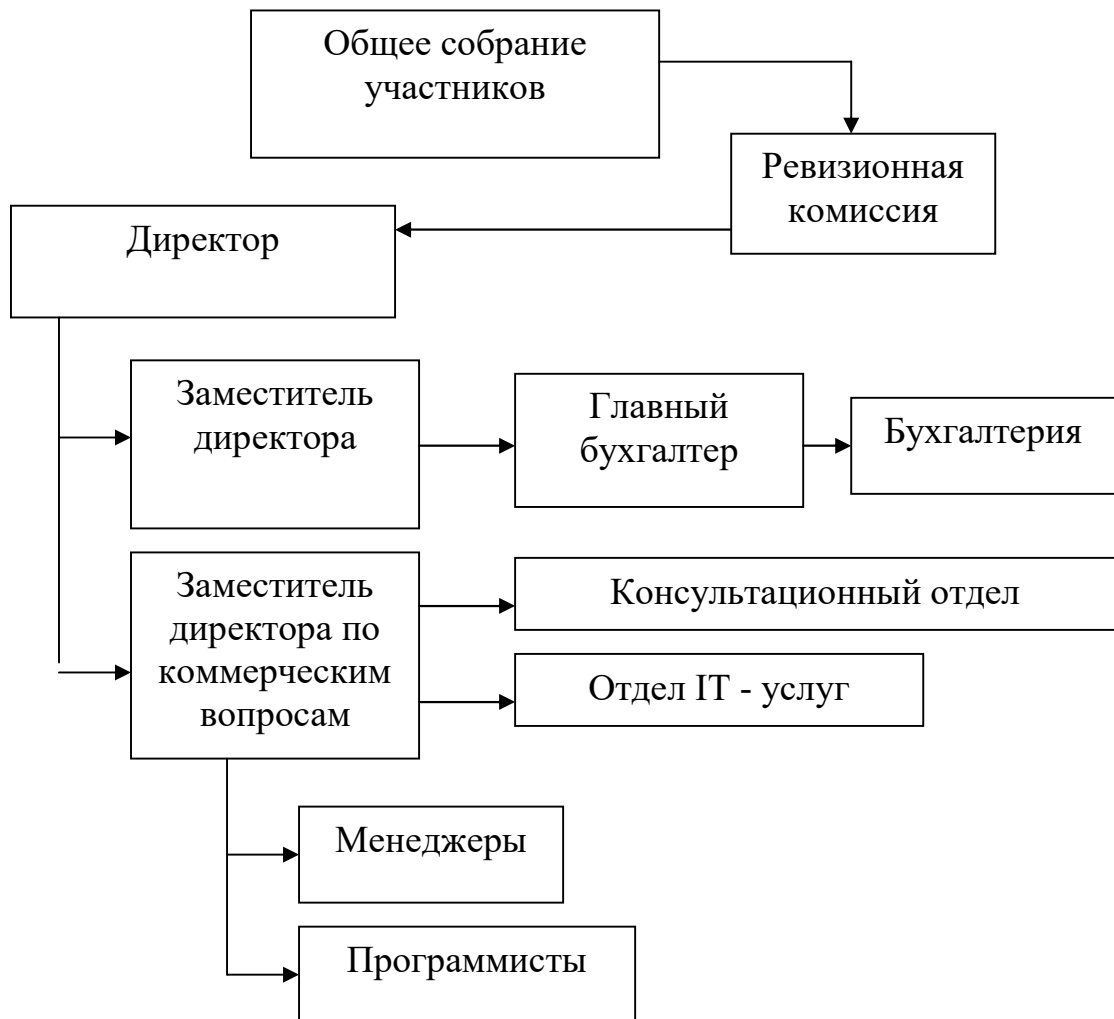 Общее собрание
участников
Ревизионная
комиссия
Директор
Заместитель
директора
Главный
бухгалтер
Бухгалтерия
Заместитель
директора по
коммерческим
вопросам
Консультационный отдел
Отдел IT - услуг
Менеджеры
Программисты